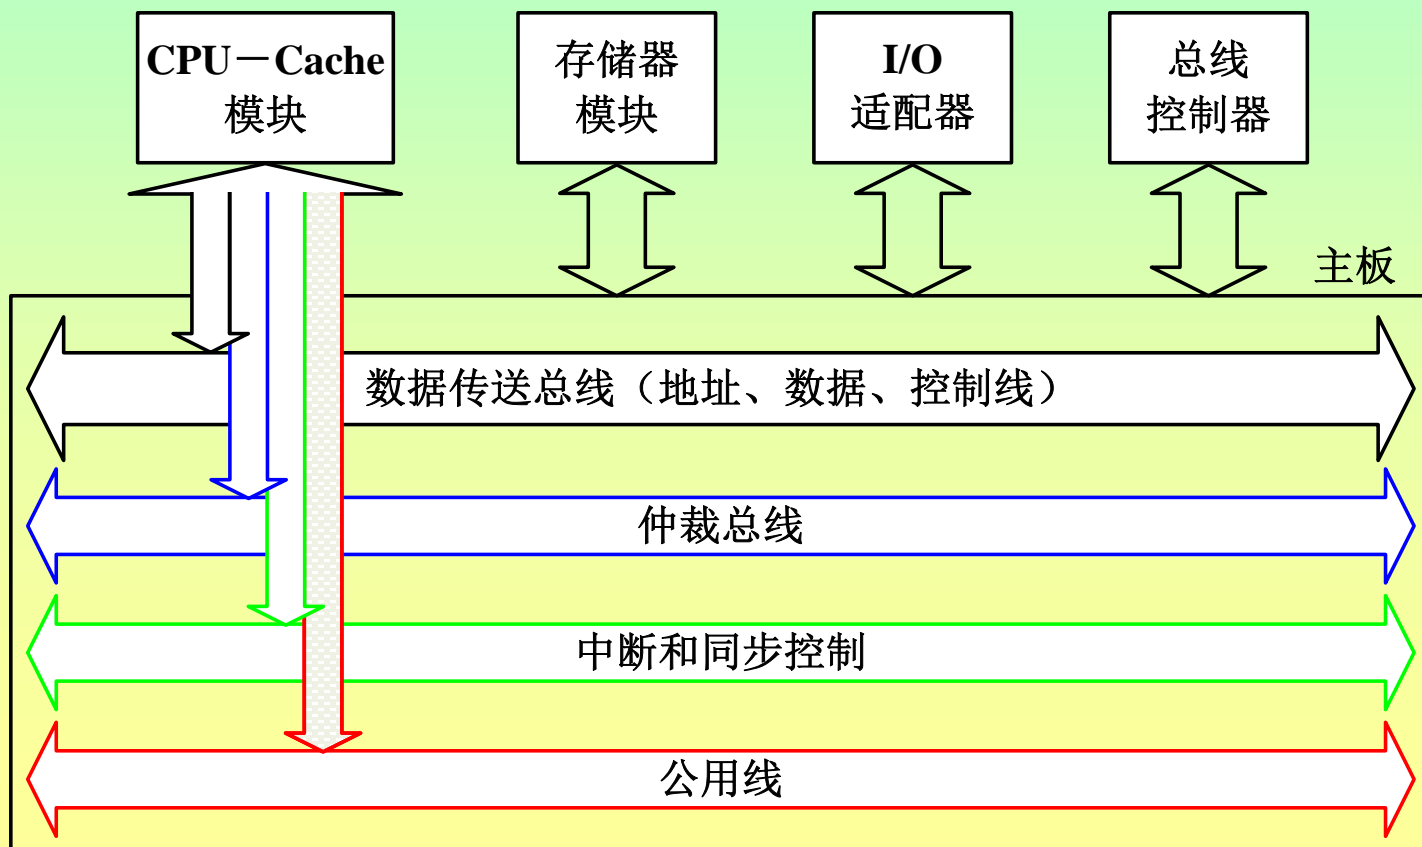 CPU－Cache
模块
存储器
模块
I/O
适配器
总线
控制器
主板
数据传送总线（地址、数据、控制线）
仲裁总线
中断和同步控制
公用线